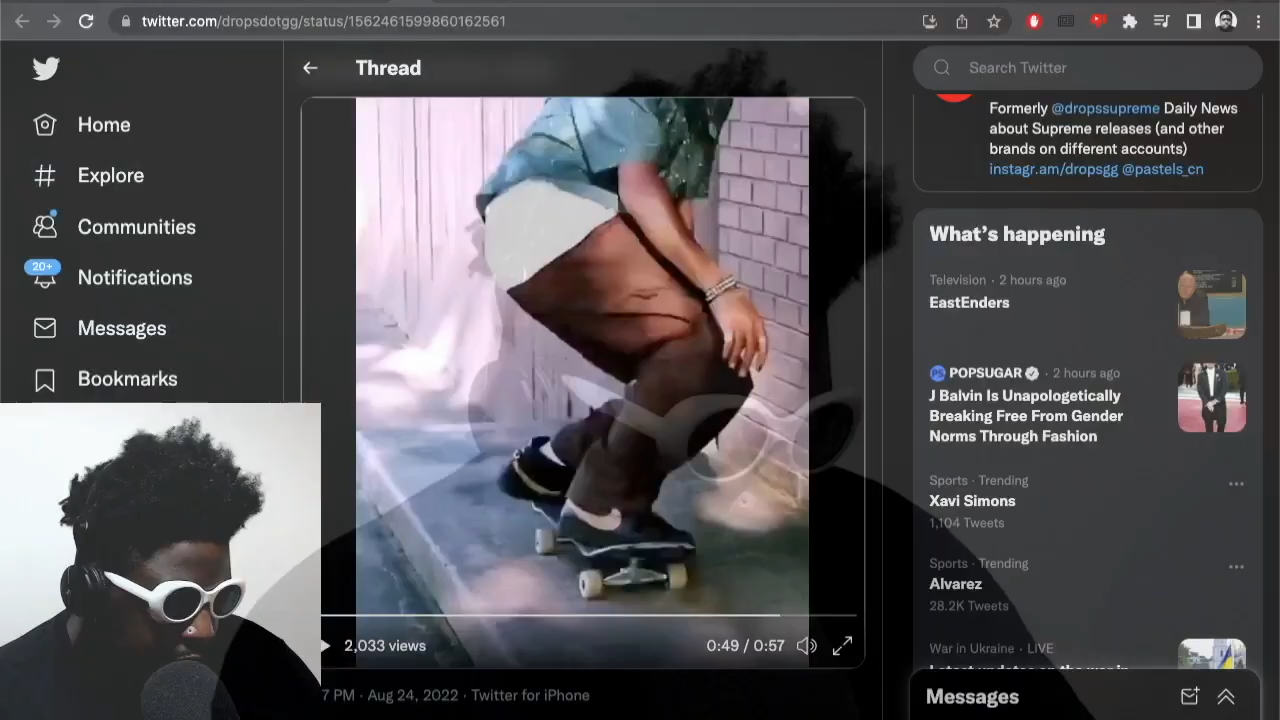 twitter.com/dropsdotgg/status/1562461599860162561
Thread
Search Twitter
Home
Explore
Communities
20+
Notifications
Messages
Bookmarks
Formerly @dropssupreme Daily News
about Supreme releases (and other
brands on different accounts)
instagr.am/dropsgg @pastels_cn
What's happening
Television · 2 hours ago
EastEnders
POPSUGAR · 2 hours ago
J Balvin Is Unapologetically
Breaking Free From Gender
Norms Through Fashion
Sports · Trending
Xavi Simons
1,104 Tweets
Sports · Trending
Alvarez
28.2K Tweets
War in Ukraine · LIVE
2,033 views
0:49 / 0:57
7 PM · Aug 24, 2022 · Twitter for iPhone
Messages